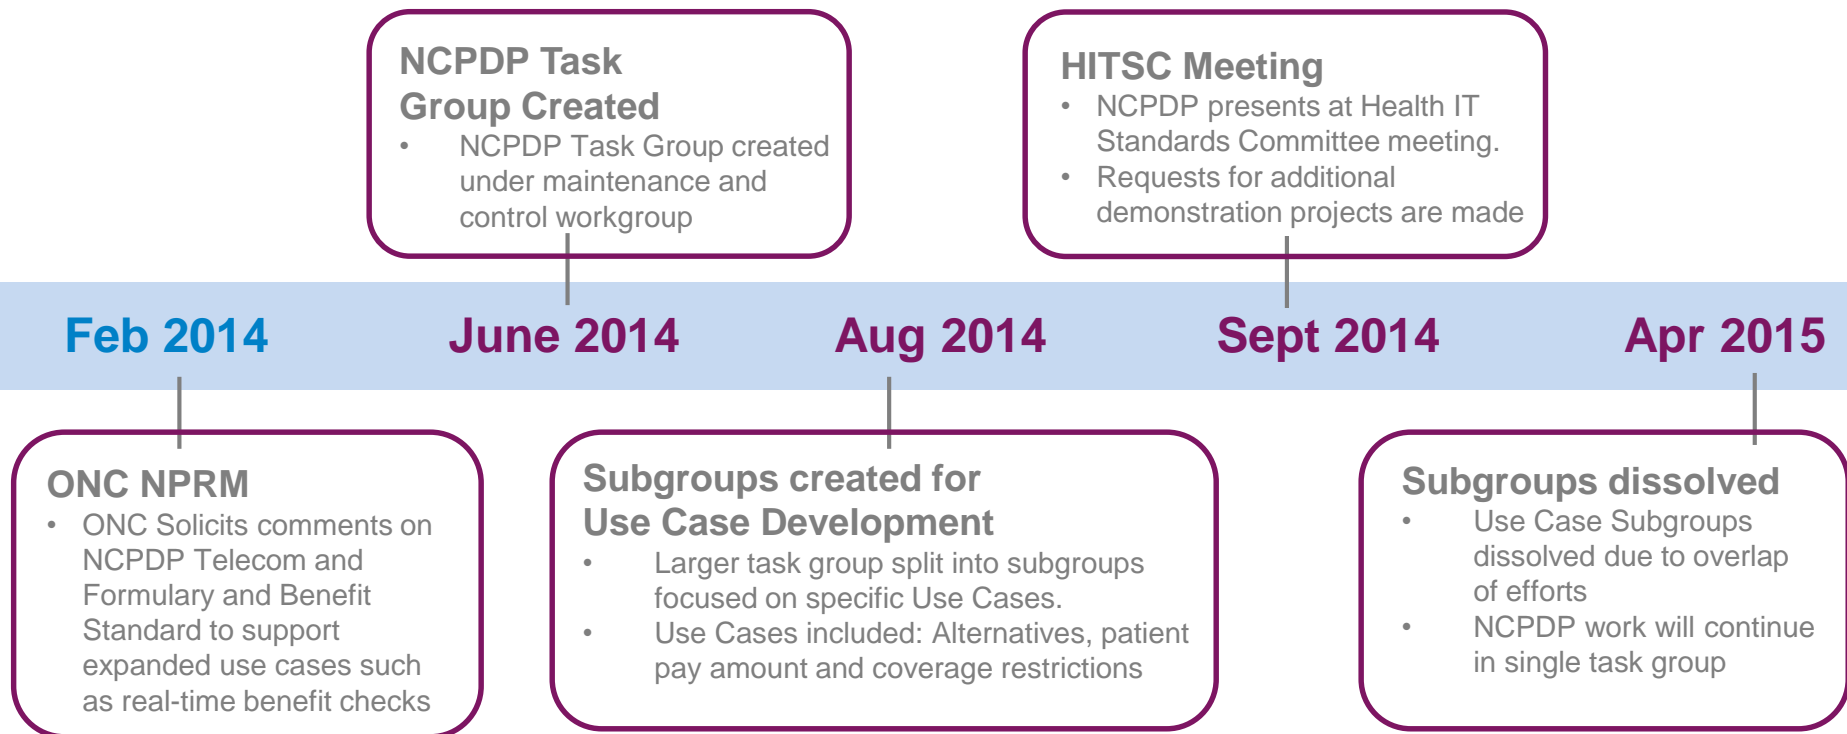 NCPDP Task
Group Created
• NCPDP Task Group created
under maintenance and
control workgroup
HITSC Meeting
• NCPDP presents at Health IT
Standards Committee meeting.
• Requests for additional
demonstration projects are made
Feb 2014
June 2014
Aug 2014
Sept 2014
Apr 2015
ONC NPRM
• ONC Solicits comments on
NCPDP Telecom and
Formulary and Benefit
Standard to support
expanded use cases such
as real-time benefit checks
Subgroups created for
Use Case Development
• Larger task group split into subgroups
focused on specific Use Cases.
• Use Cases included: Alternatives, patient
pay amount and coverage restrictions
Subgroups dissolved
• Use Case Subgroups
dissolved due to overlap
of efforts
• NCPDP work will continue
in single task group